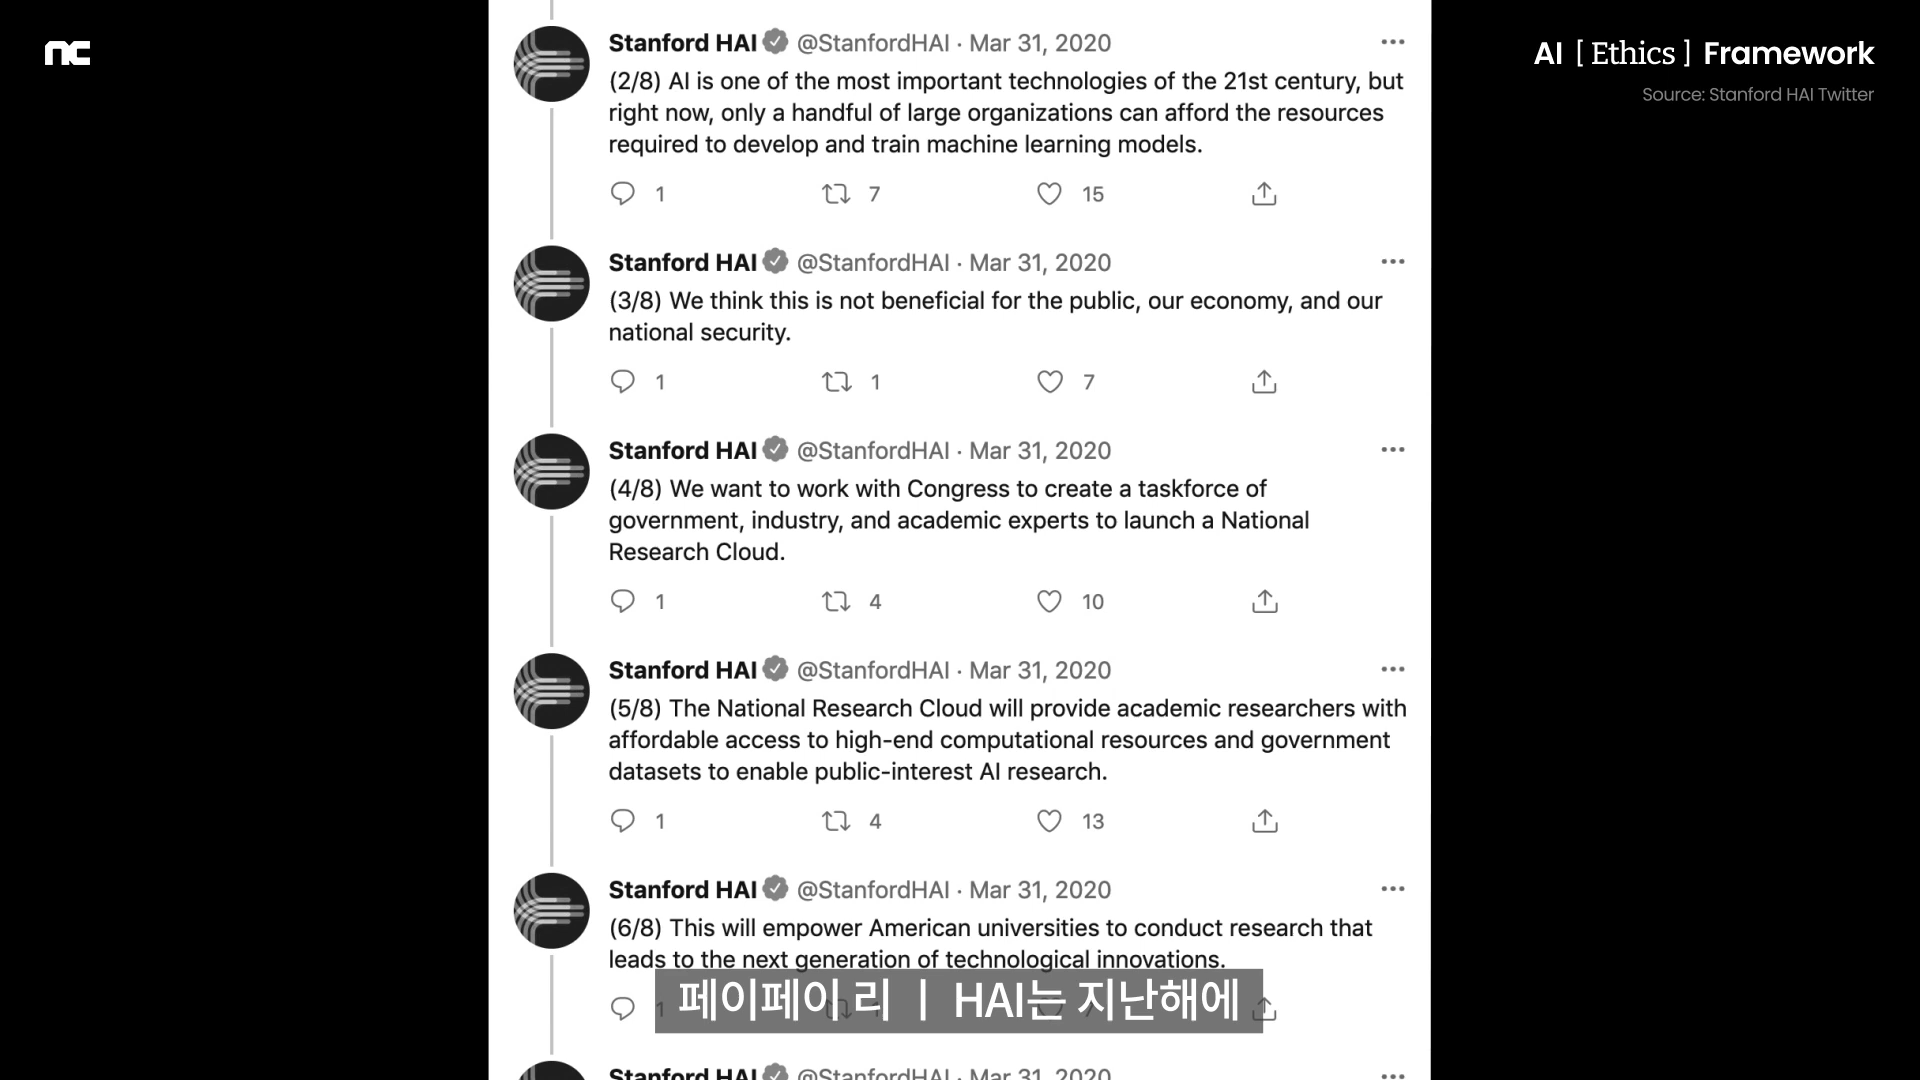 nc
AI [ Ethics ] Framework
Source: Stanford HAI Twitter
Stanford HAI @StanfordHAI · Mar 31, 2020
(2/8) AI is one of the most important technologies of the 21st century, but
right now, only a handful of large organizations can afford the resources
required to develop and train machine learning models.
1 7 15
Stanford HAI @StanfordHAI · Mar 31, 2020
(3/8) We think this is not beneficial for the public, our economy, and our
national security.
1 1 7
Stanford HAI @StanfordHAI · Mar 31, 2020
(4/8) We want to work with Congress to create a taskforce of
government, industry, and academic experts to launch a National
Research Cloud.
1 4 10
Stanford HAI @StanfordHAI · Mar 31, 2020
(5/8) The National Research Cloud will provide academic researchers with
affordable access to high-end computational resources and government
datasets to enable public-interest AI research.
1 4 13
Stanford HAI @StanfordHAI · Mar 31, 2020
(6/8) This will empower American universities to conduct research that
leads to the next generation of technological innovations.
페이페이 리 | HAI는 지난해에
Stanford HAI @StanfordHAI · Mar 31, 2020